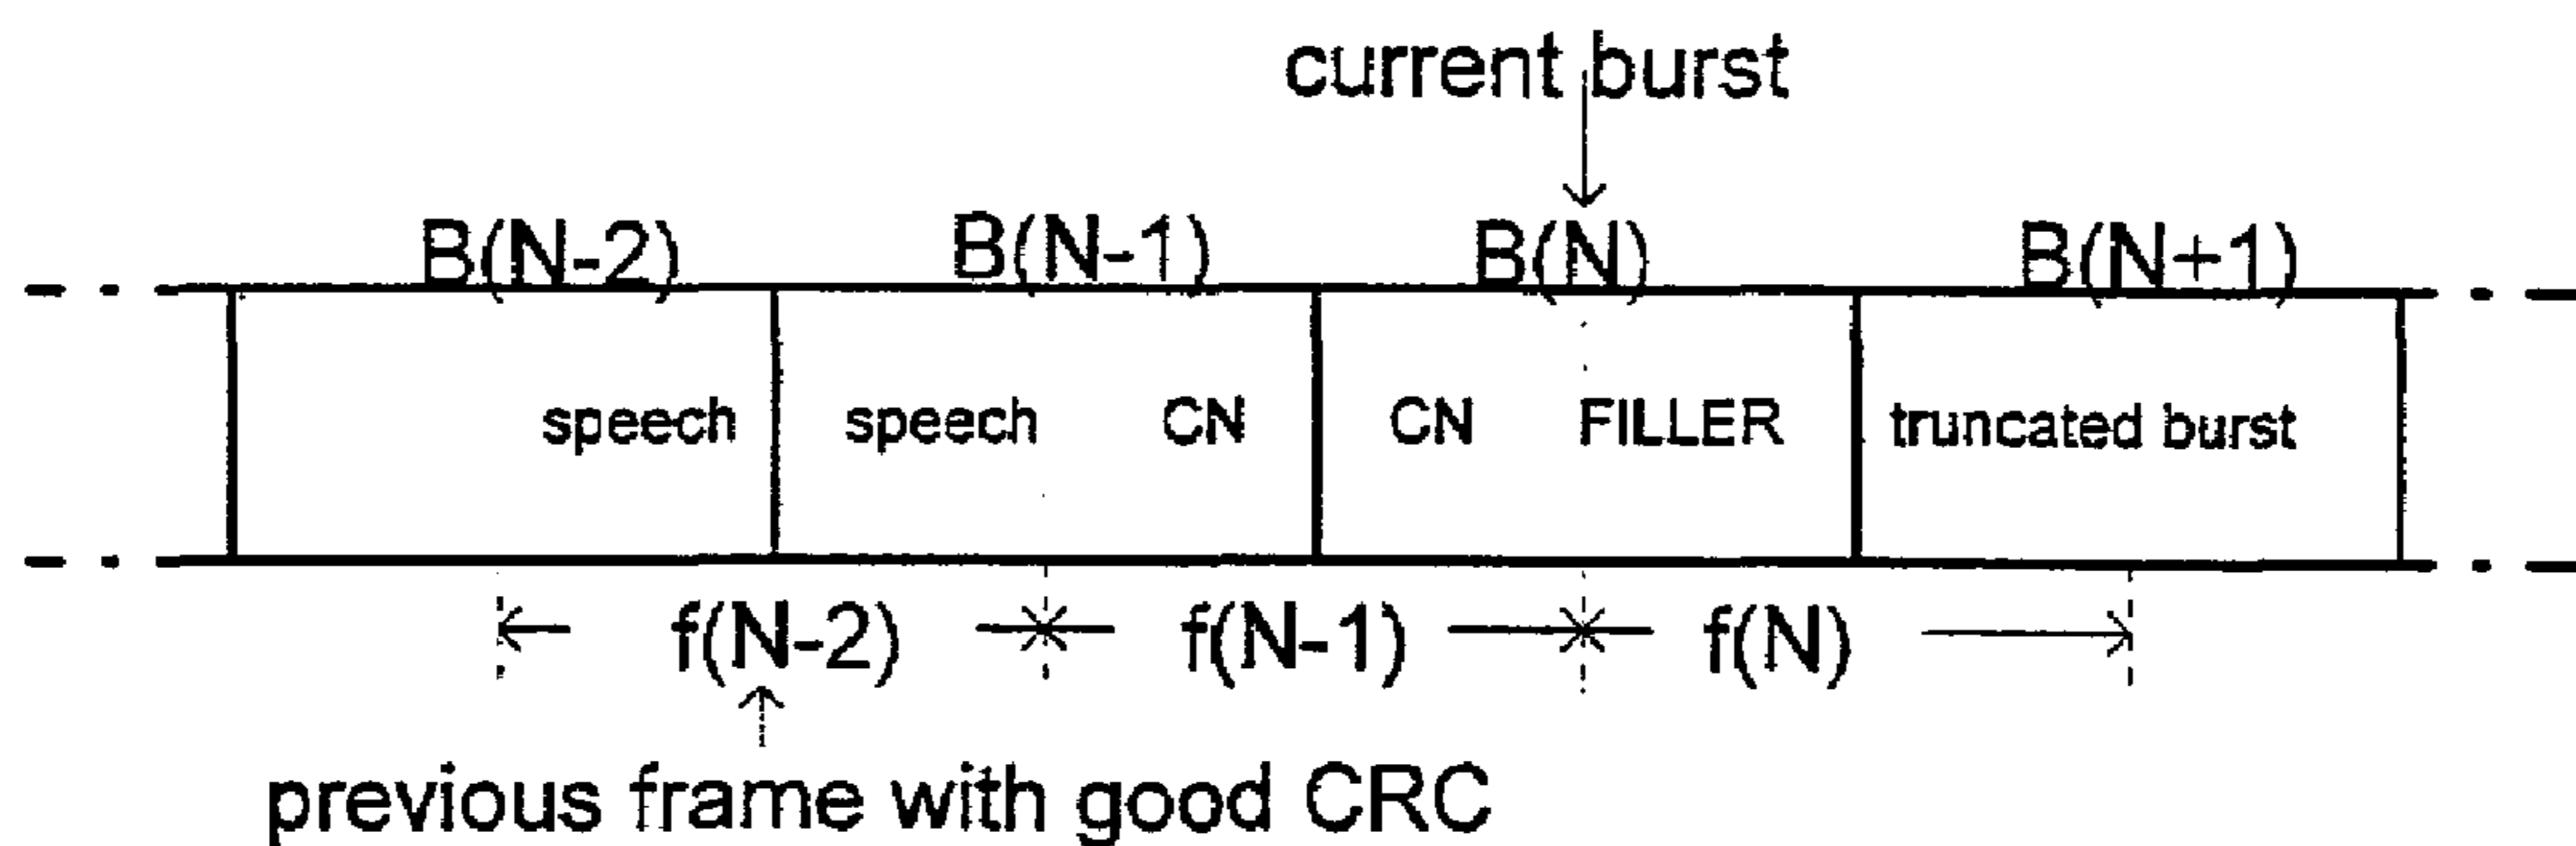 current burst
B(N-2) B(N-1) B(N) B(N+1)
speech speech CN CN FILLER truncated burst
f(N-2) f(N-1) f(N)
previous frame with good CRC